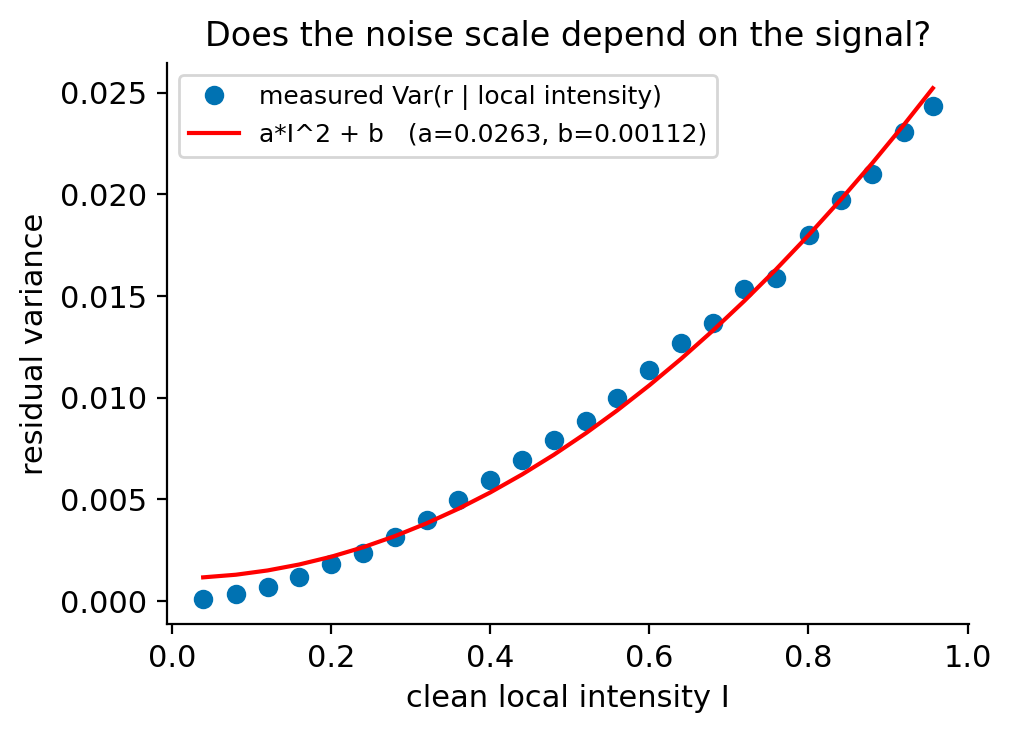 Does the noise scale depend on the signal?
measured Var(r | local intensity)
a*I^2 + b   (a=0.0263, b=0.00112)
residual variance
0.025
0.020
0.015
0.010
0.005
0.000
0.0
0.2
0.4
0.6
0.8
1.0
clean local intensity I